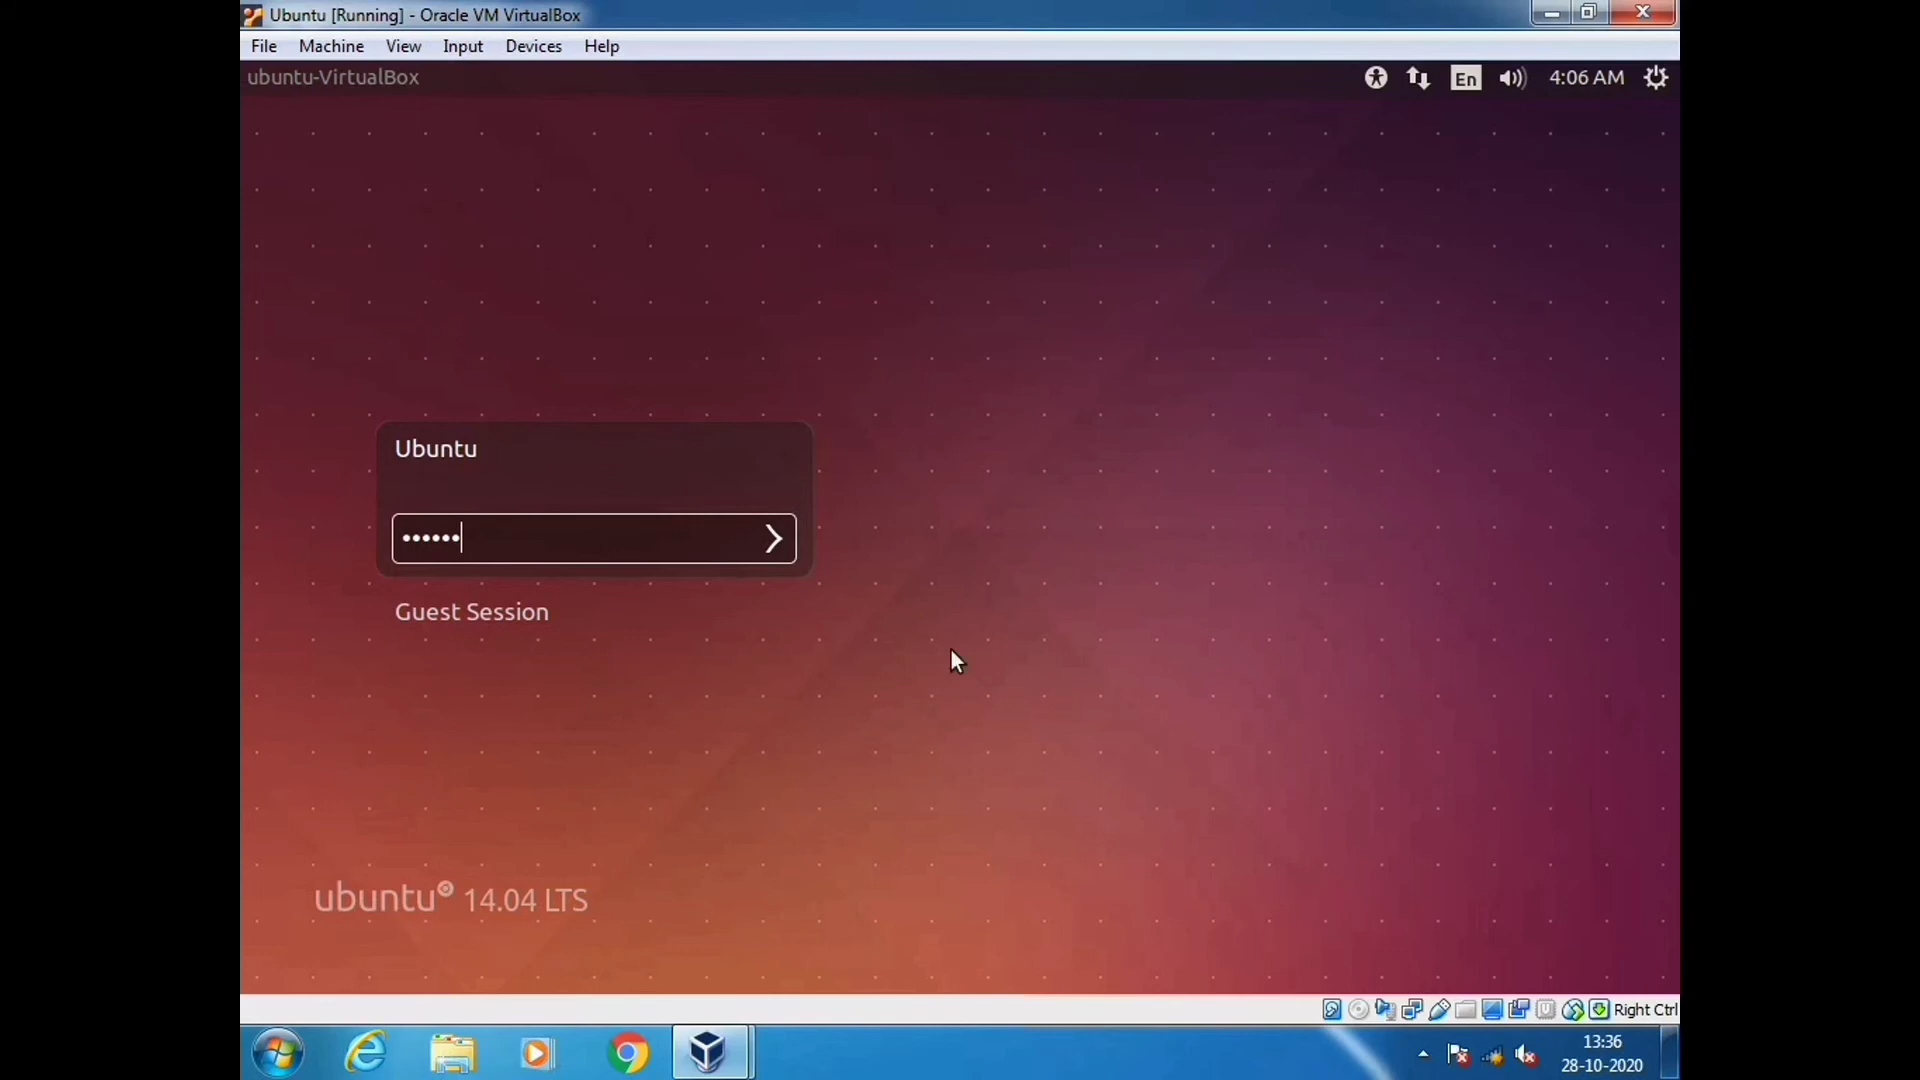 Ubuntu [Running] - Oracle VM VirtualBox
File Machine View Input Devices Help
ubuntu-VirtualBox En 4:06 AM
Ubuntu
••••••
Guest Session
ubuntu 14.04 LTS
Right Ctrl
13:36
28-10-2020